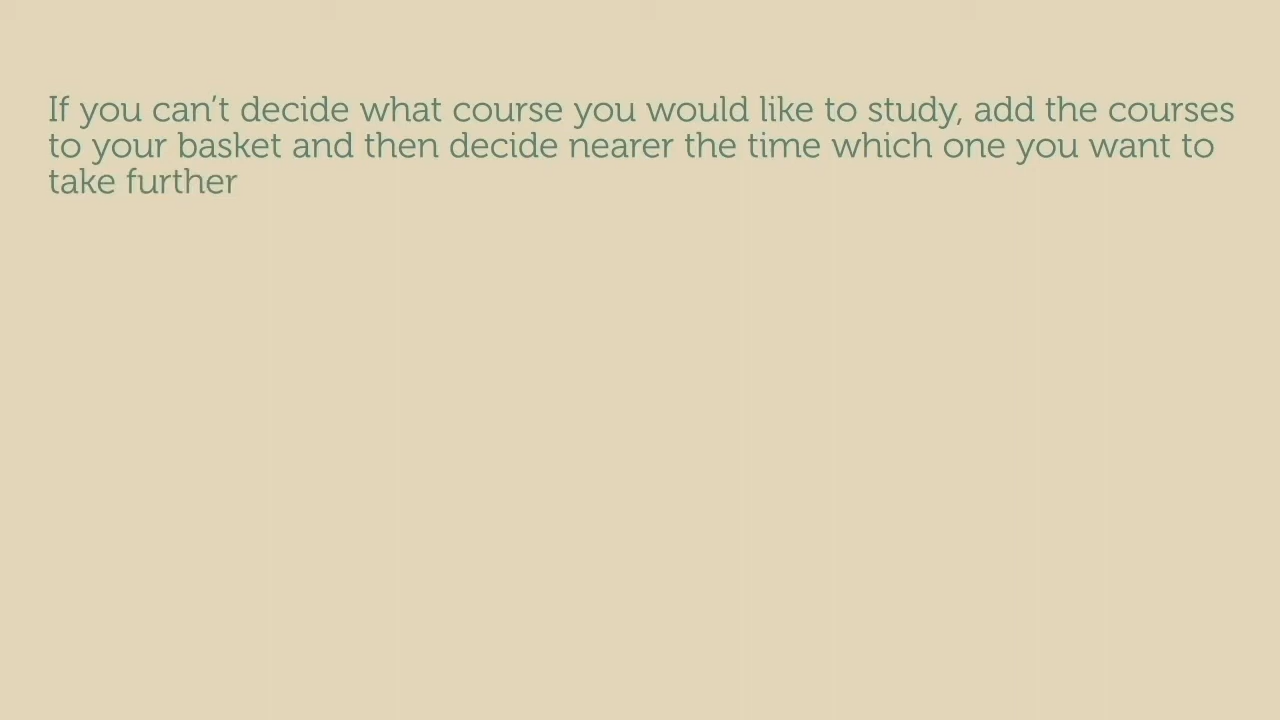 If you can’t decide what course you would like to study, add the courses
to your basket and then decide nearer the time which one you want to
take further